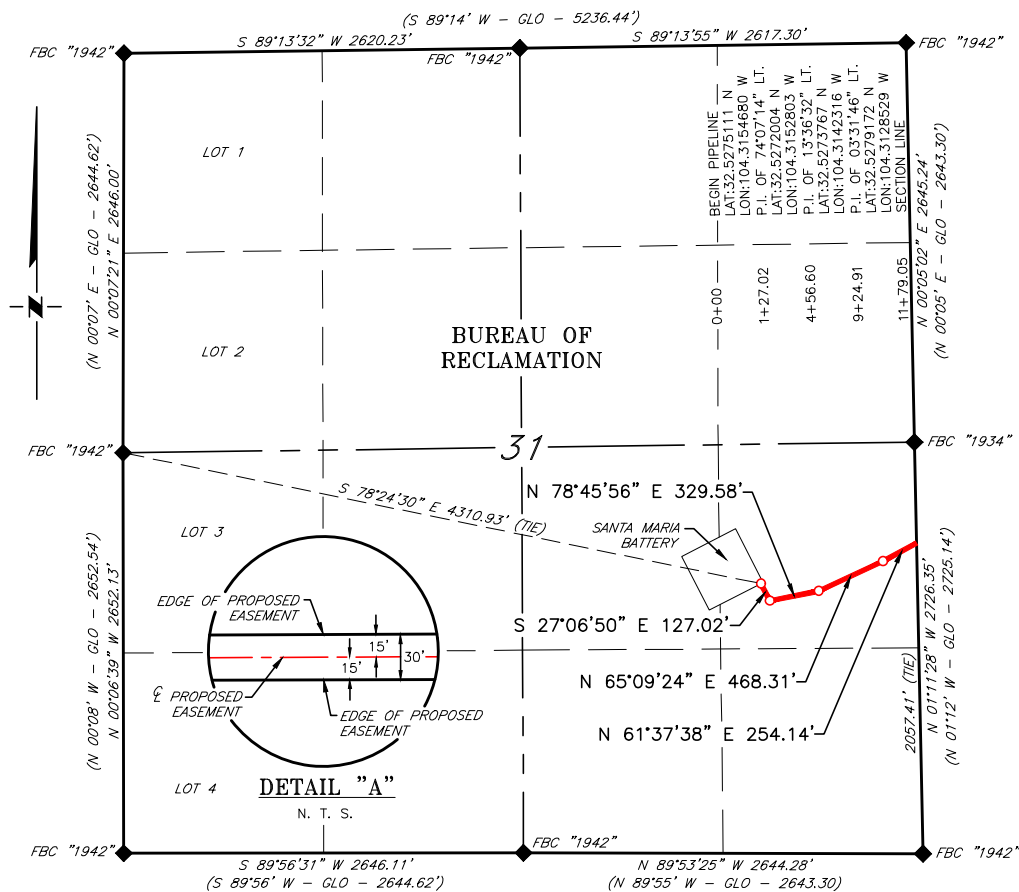 (S 89°14' W - GLO - 5236.44')
S 89°13'32" W 2620.23'
S 89°13'55" W 2617.30'
FBC "1942"
FBC "1942"
FBC "1942"
(N 00°07' E - GLO - 2644.62')
N 00°07'21" E 2646.00'
LOT 1
LOT 2
BUREAU OF
RECLAMATION
BEGIN PIPELINE
LAT:32.5275111 N
LON:104.3154680 W
P.I. OF 74°07'14" LT.
LAT:32.5272004 N
LON:104.3152803 W
P.I. OF 13°36'32" LT.
LAT:32.5273767 N
LON:104.3142316 W
P.I. OF 03°31'46" LT.
LAT:32.5279172 N
LON:104.3128529 W
SECTION LINE
0+00
1+27.02
4+56.60
9+24.91
11+79.05
N 00°05'02" E 2645.24'
(N 00°05' E - GLO - 2643.30')
N
FBC "1942"
31
FBC "1934"
S 78°24'30" E 4310.93' (TIE)
N 78°45'56" E 329.58'
SANTA MARIA
BATTERY
LOT 3
S 27°06'50" E 127.02'
N 65°09'24" E 468.31'
N 61°37'38" E 254.14'
(N 00°08' W - GLO - 2652.54')
N 00°06'39" W 2652.13'
EDGE OF PROPOSED
EASEMENT
15'
15'
30'
℄ PROPOSED
EASEMENT
EDGE OF PROPOSED
EASEMENT
2057.41' (TIE)
N 01°11'28" W 2726.35'
(N 01°12' W - GLO - 2725.14')
LOT 4
DETAIL "A"
N. T. S.
FBC "1942"
FBC "1942"
FBC "1942"
S 89°56'31" W 2646.11'
(S 89°56' W - GLO - 2644.62')
N 89°53'25" W 2644.28'
(N 89°55' W - GLO - 2643.30)